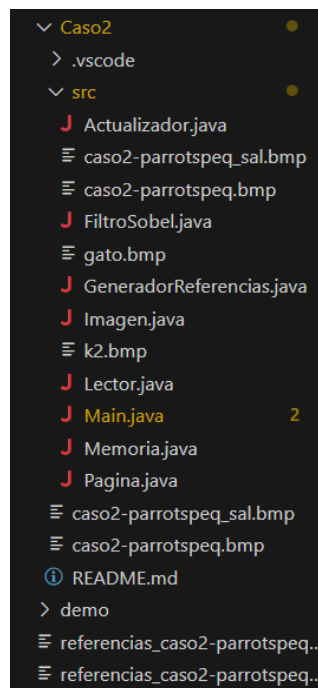 Caso2
.vscode
src
J Actualizador.java
caso2-parrotspeq_sal.bmp
caso2-parrotspeq.bmp
J FiltroSobel.java
gato.bmp
J GeneradorReferencias.java
J Imagen.java
k2.bmp
J Lector.java
J Main.java 2
J Memoria.java
J Pagina.java
caso2-parrotspeq_sal.bmp
caso2-parrotspeq.bmp
README.md
demo
referencias_caso2-parrotspeq..
referencias_caso2-parrotspeq..